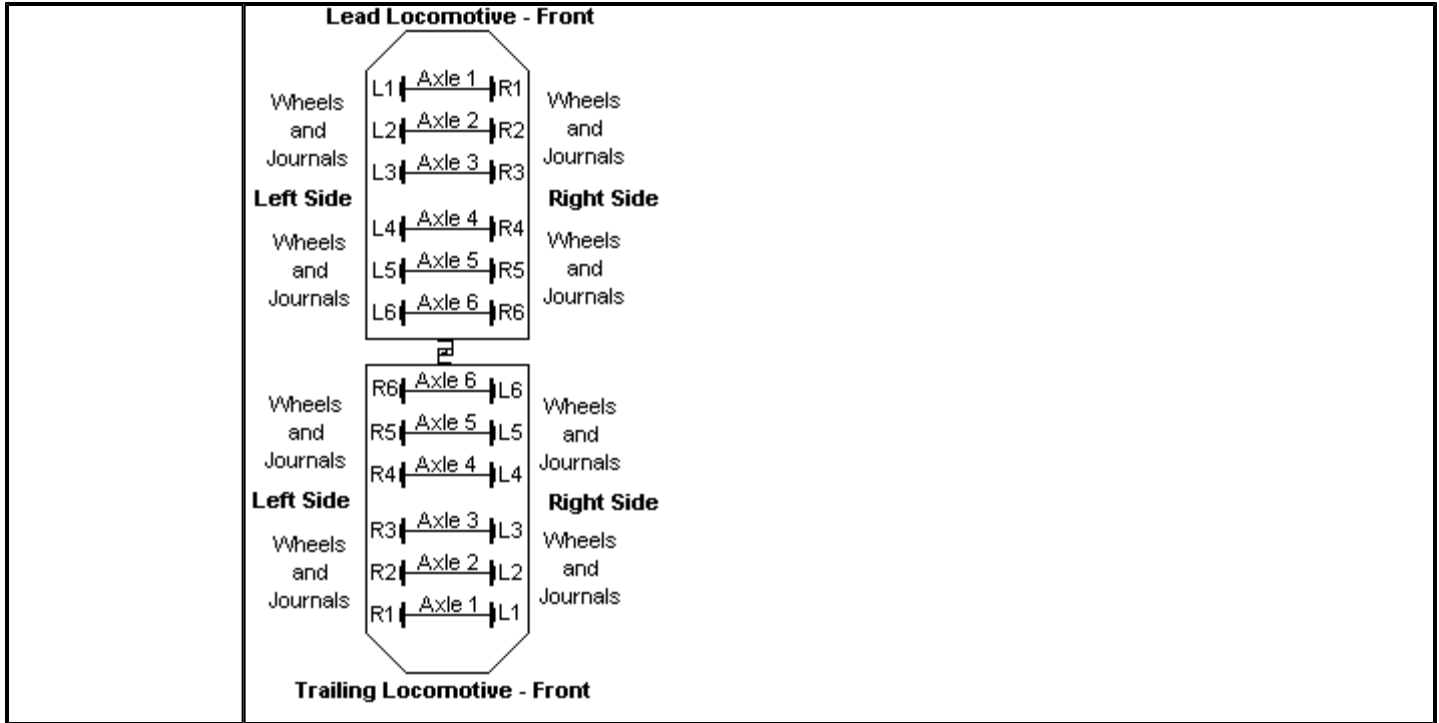 Lead Locomotive - Front
L1 Axle 1 R1
Wheels
and
Journals
Wheels
and
Journals
L2 Axle 2 R2
L3 Axle 3 R3
Left Side
Right Side
L4 Axle 4 R4
Wheels
and
Journals
Wheels
and
Journals
L5 Axle 5 R5
L6 Axle 6 R6
R6 Axle 6 L6
Wheels
and
Journals
Wheels
and
Journals
R5 Axle 5 L5
R4 Axle 4 L4
Left Side
Right Side
R3 Axle 3 L3
Wheels
and
Journals
Wheels
and
Journals
R2 Axle 2 L2
R1 Axle 1 L1
Trailing Locomotive - Front